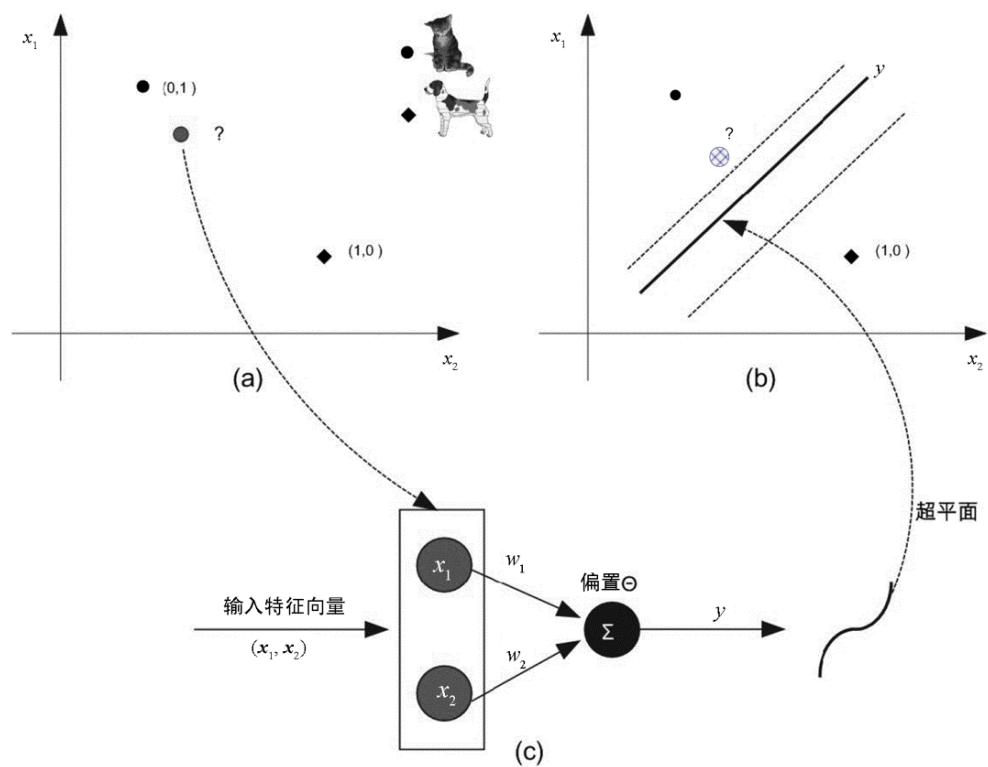 x₁
(0,1)
?
(1,0)
x₂
(a)
x₁
y
?
(1,0)
x₂
(b)
超平面
输入特征向量
(x₁, x₂)
x₁
x₂
w₁
w₂
偏置Θ
Σ
y
(c)